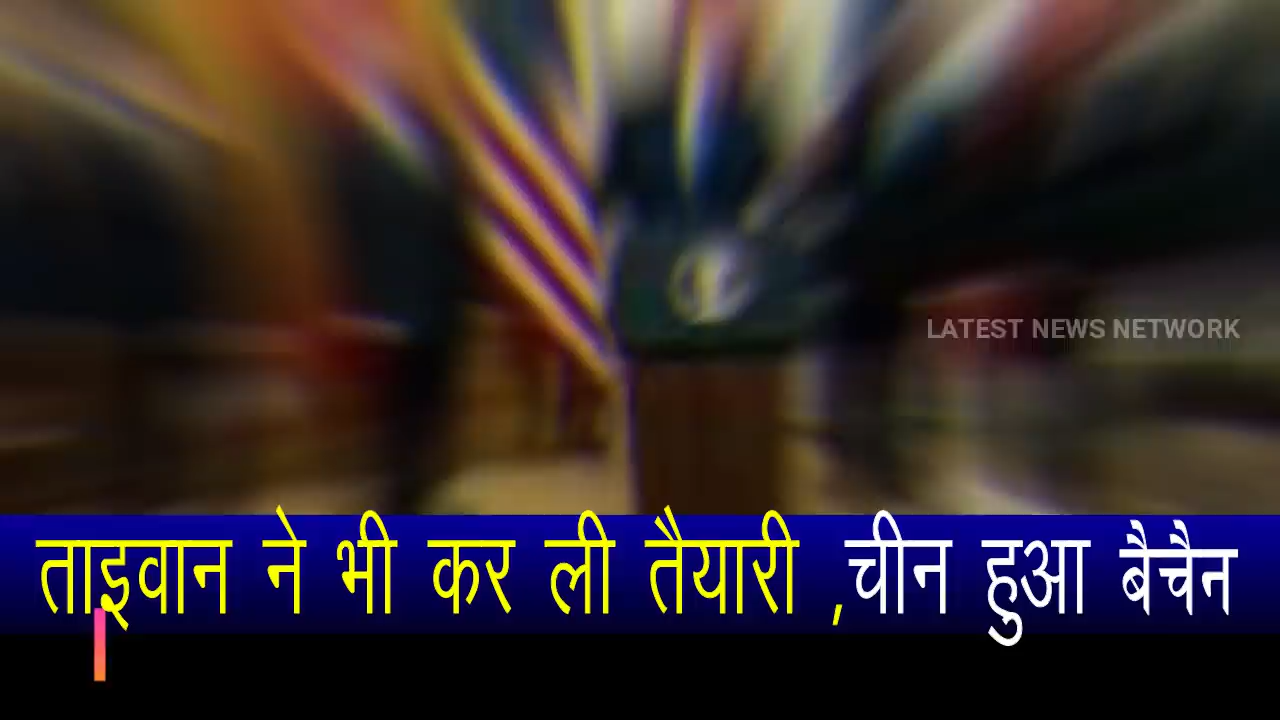 LATEST NEWS NETWORK
ताइवान ने भी कर ली तैयारी ,चीन हुआ बैचैन